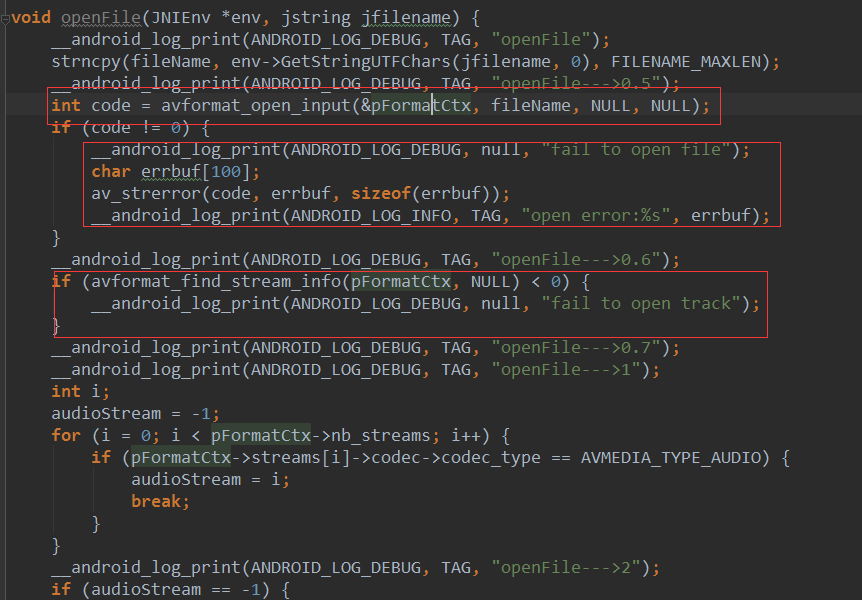 void openFile(JNIEnv *env, jstring jfilename) {
    __android_log_print(ANDROID_LOG_DEBUG, TAG, "openFile");
    strncpy(fileName, env->GetStringUTFChars(jfilename, 0), FILENAME_MAXLEN);
    __android_log_print(ANDROID_LOG_DEBUG, TAG, "openFile--->0.5");
    int code = avformat_open_input(&pFormatCtx, fileName, NULL, NULL);
    if (code != 0) {
        __android_log_print(ANDROID_LOG_DEBUG, null, "fail to open file");
        char errbuf[100];
        av_strerror(code, errbuf, sizeof(errbuf));
        __android_log_print(ANDROID_LOG_INFO, TAG, "open error:%s", errbuf);
    }
    __android_log_print(ANDROID_LOG_DEBUG, TAG, "openFile--->0.6");
    if (avformat_find_stream_info(pFormatCtx, NULL) < 0) {
        __android_log_print(ANDROID_LOG_DEBUG, null, "fail to open track");
    }
    __android_log_print(ANDROID_LOG_DEBUG, TAG, "openFile--->0.7");
    __android_log_print(ANDROID_LOG_DEBUG, TAG, "openFile--->1");
    int i;
    audioStream = -1;
    for (i = 0; i < pFormatCtx->nb_streams; i++) {
        if (pFormatCtx->streams[i]->codec->codec_type == AVMEDIA_TYPE_AUDIO) {
            audioStream = i;
            break;
        }
    }
    __android_log_print(ANDROID_LOG_DEBUG, TAG, "openFile--->2");
    if (audioStream == -1) {